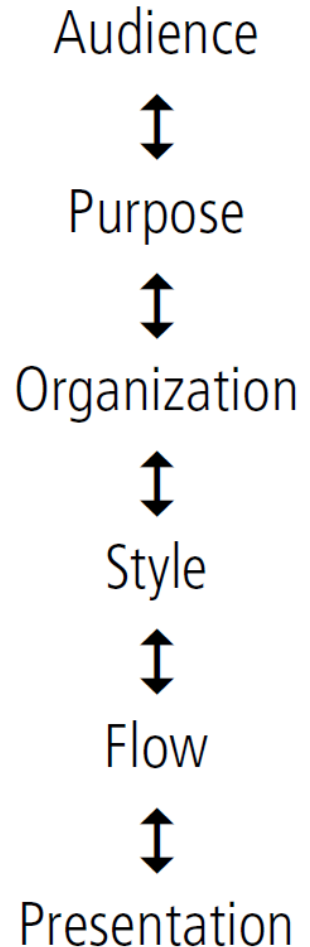 Audience
Purpose
Organization
Style
Flow
Presentation